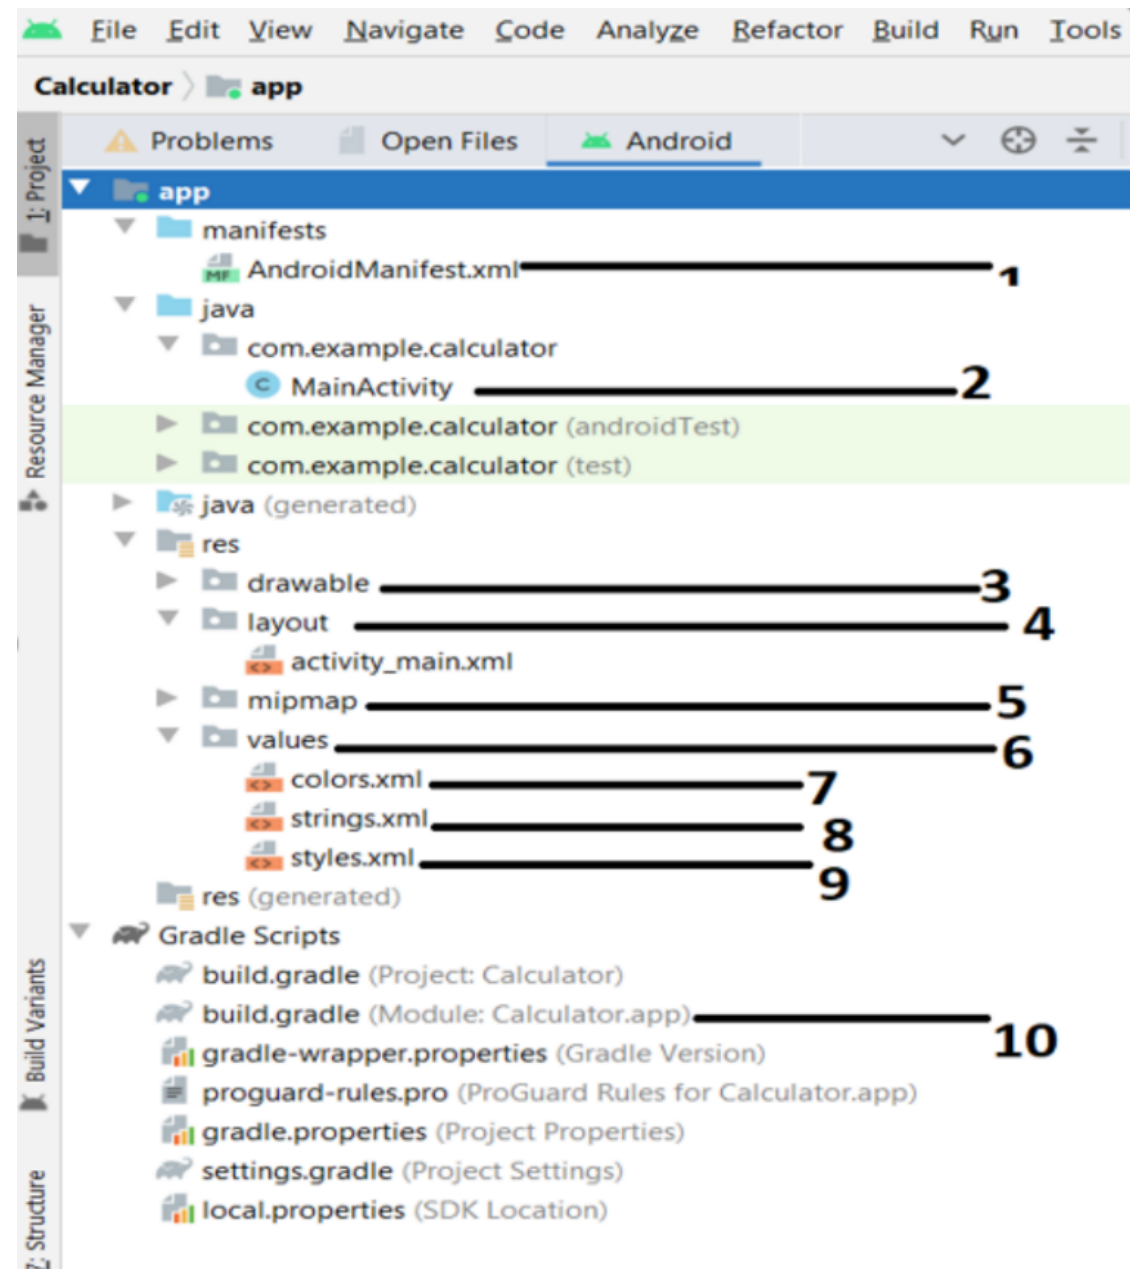 File Edit View Navigate Code Analyze Refactor Build Run Tools
Calculator app
Problems Open Files Android
1: Project
app
manifests
AndroidManifest.xml 1
java
com.example.calculator
C MainActivity 2
com.example.calculator (androidTest)
com.example.calculator (test)
Resource Manager
java (generated)
res
drawable 3
layout 4
activity_main.xml
mipmap 5
values 6
colors.xml 7
strings.xml 8
styles.xml 9
res (generated)
Gradle Scripts
build.gradle (Project: Calculator)
build.gradle (Module: Calculator.app) 10
gradle-wrapper.properties (Gradle Version)
Build Variants
proguard-rules.pro (ProGuard Rules for Calculator.app)
gradle.properties (Project Properties)
settings.gradle (Project Settings)
local.properties (SDK Location)
7: Structure